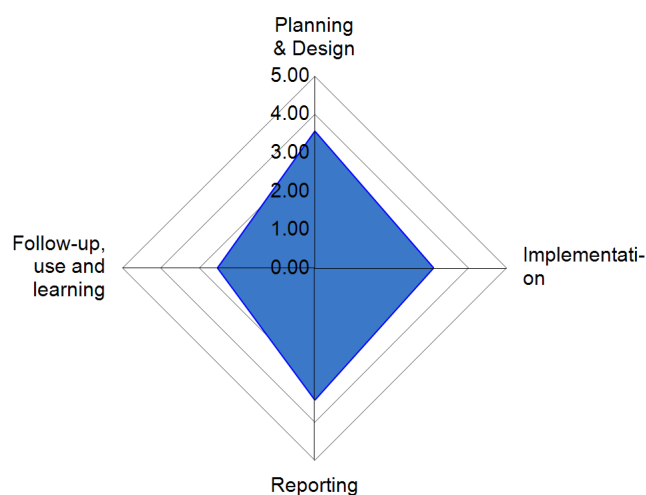 Planning
& Design
5.00
4.00
3.00
2.00
1.00
0.00
Follow-up,
use and
learning
Implementati-
on
Reporting